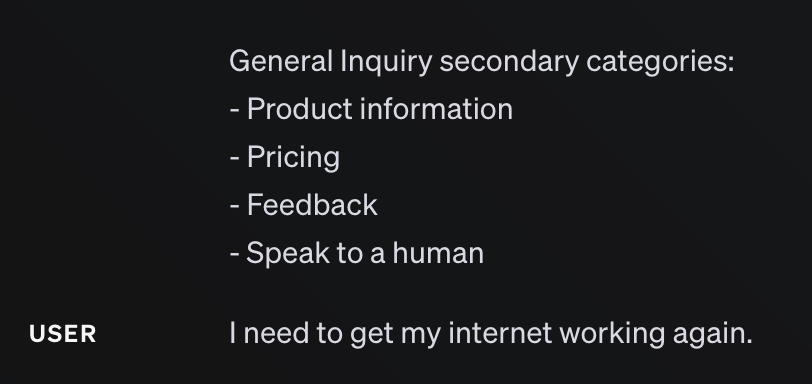 General Inquiry secondary categories:
- Product information
- Pricing
- Feedback
- Speak to a human
USER I need to get my internet working again.